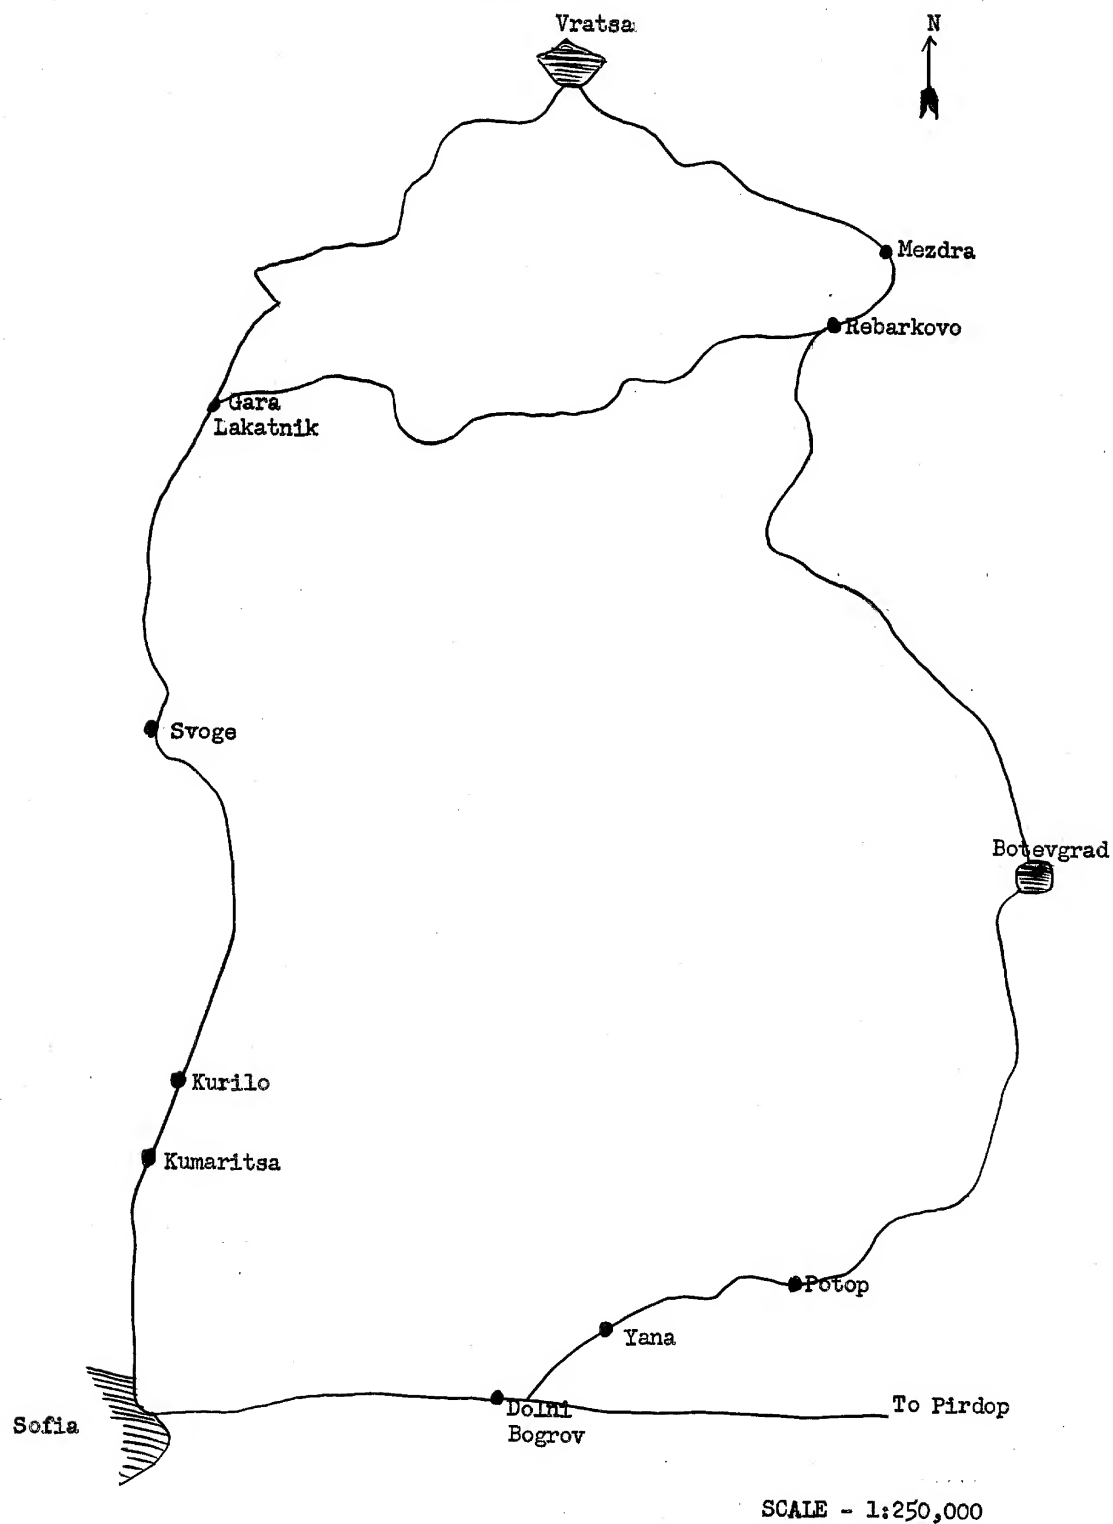 Vratsa
N
Mezdra
Rebarkovo
Gara
Lakatnik
Svoge
Botevgrad
Kurilo
Kumaritsa
Potop
Yana
Dolni
Bogrov
To Pirdop
Sofia
SCALE - 1:250,000